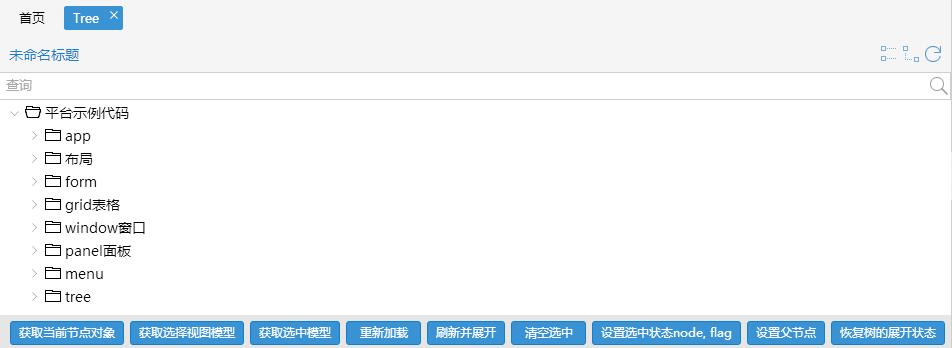 首页 Tree
未命名标题
查询
平台示例代码
app
布局
form
grid表格
window窗口
panel面板
menu
tree
获取当前节点对象 获取选择视图模型 获取选中模型 重新加载 刷新并展开 清空选中 设置选中状态node, flag 设置父节点 恢复树的展开状态